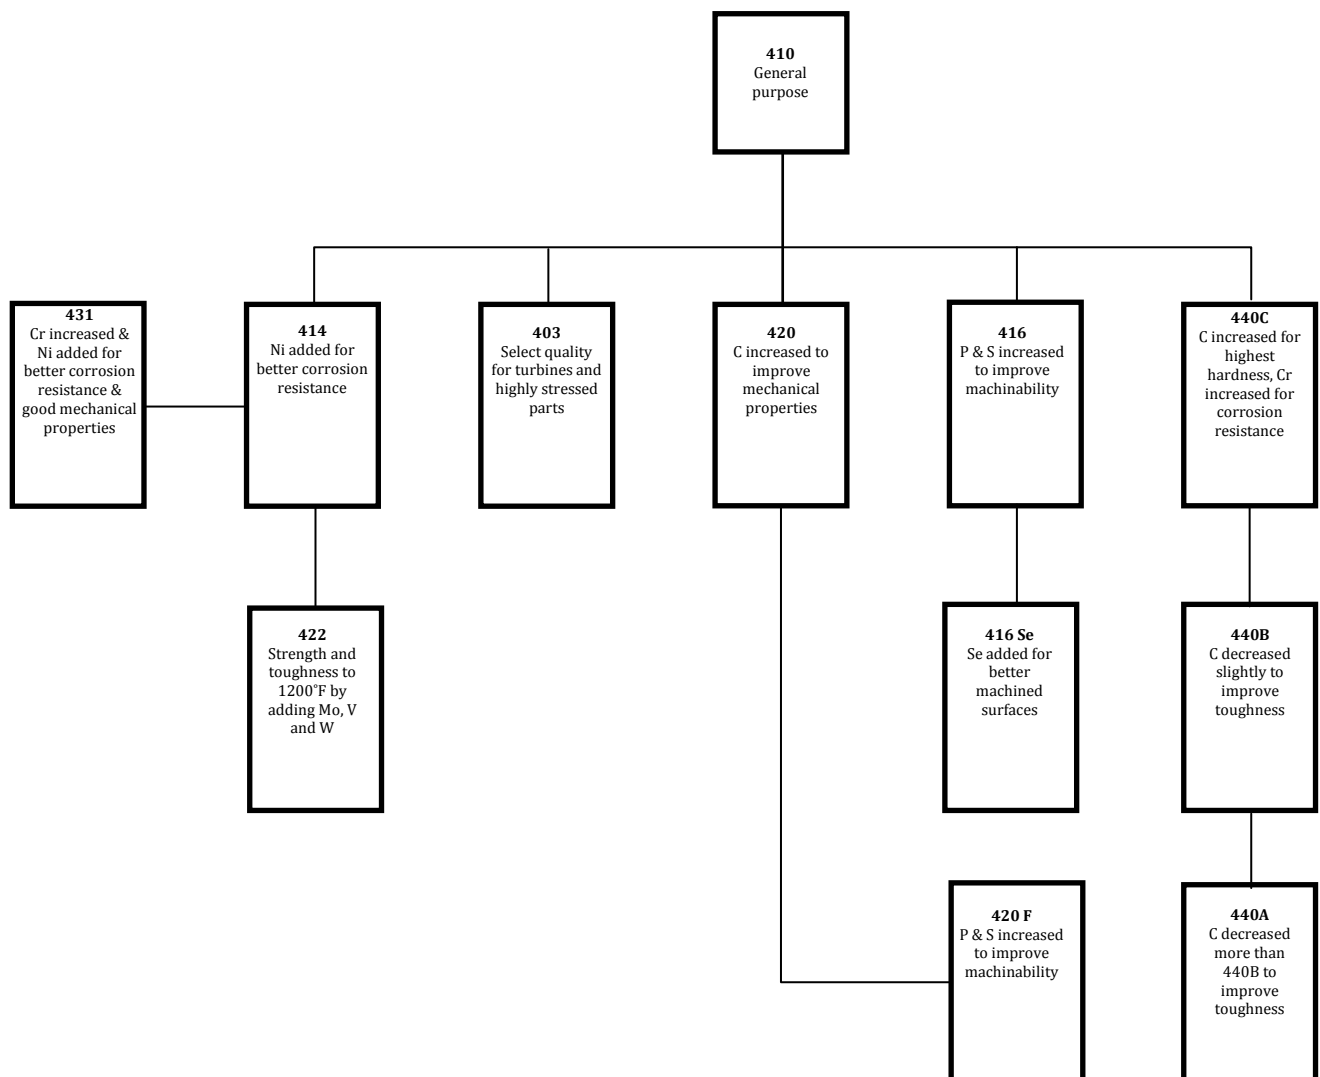 410
General
purpose
431
Cr increased &
Ni added for
better corrosion
resistance &
good mechanical
properties
414
Ni added for
better corrosion
resistance
403
Select quality
for turbines and
highly stressed
parts
420
C increased to
improve
mechanical
properties
416
P & S increased
to improve
machinability
440C
C increased for
highest
hardness, Cr
increased for
corrosion
resistance
422
Strength and
toughness to
1200°F by
adding Mo, V
and W
416 Se
Se added for
better
machined
surfaces
440B
C decreased
slightly to
improve
toughness
420 F
P & S increased
to improve
machinability
440A
C decreased
more than
440B to
improve
toughness